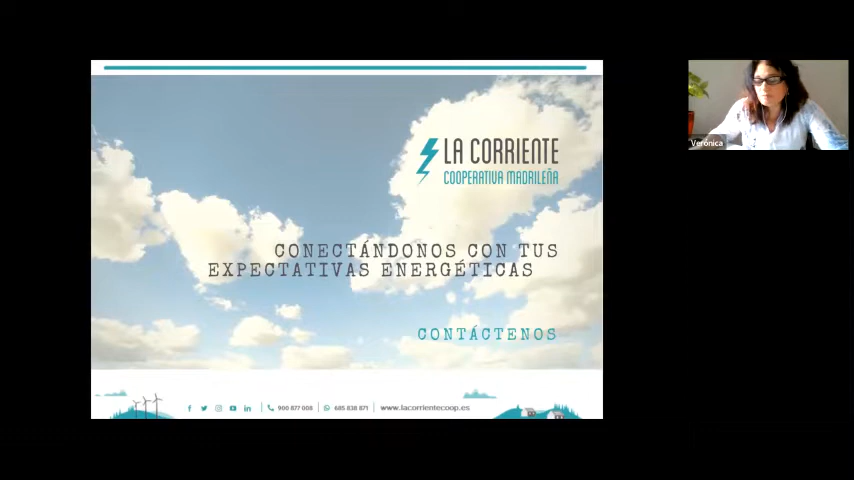 LA CORRIENTE
COOPERATIVA MADRILEÑA
CONECTÁNDONOS CON TUS
EXPECTATIVAS ENERGÉTICAS
CONTÁCTENOS
900 877 008 | 685 838 871 | www.lacorrientecoop.es
Verónica